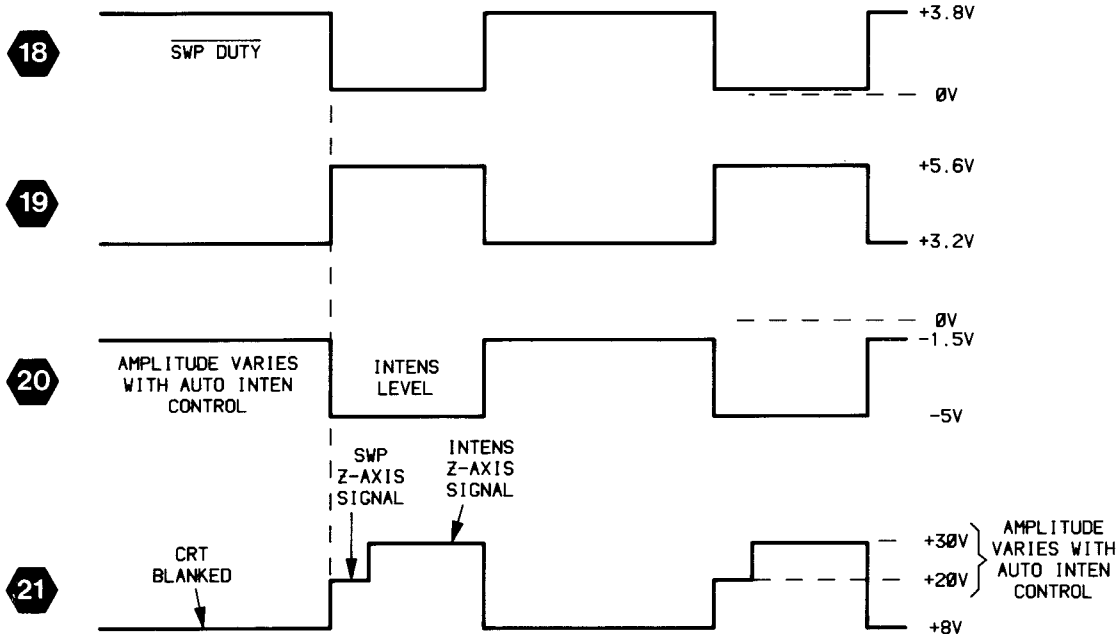 18
SWP DUTY
+3.8V
0V
19
+5.6V
+3.2V
20
0V
-1.5V
AMPLITUDE VARIES
WITH AUTO INTEN
CONTROL
INTENS
LEVEL
-5V
21
CRT
BLANKED
SWP
Z-AXIS
SIGNAL
INTENS
Z-AXIS
SIGNAL
+30V
+20V
+8V
AMPLITUDE
VARIES WITH
AUTO INTEN
CONTROL